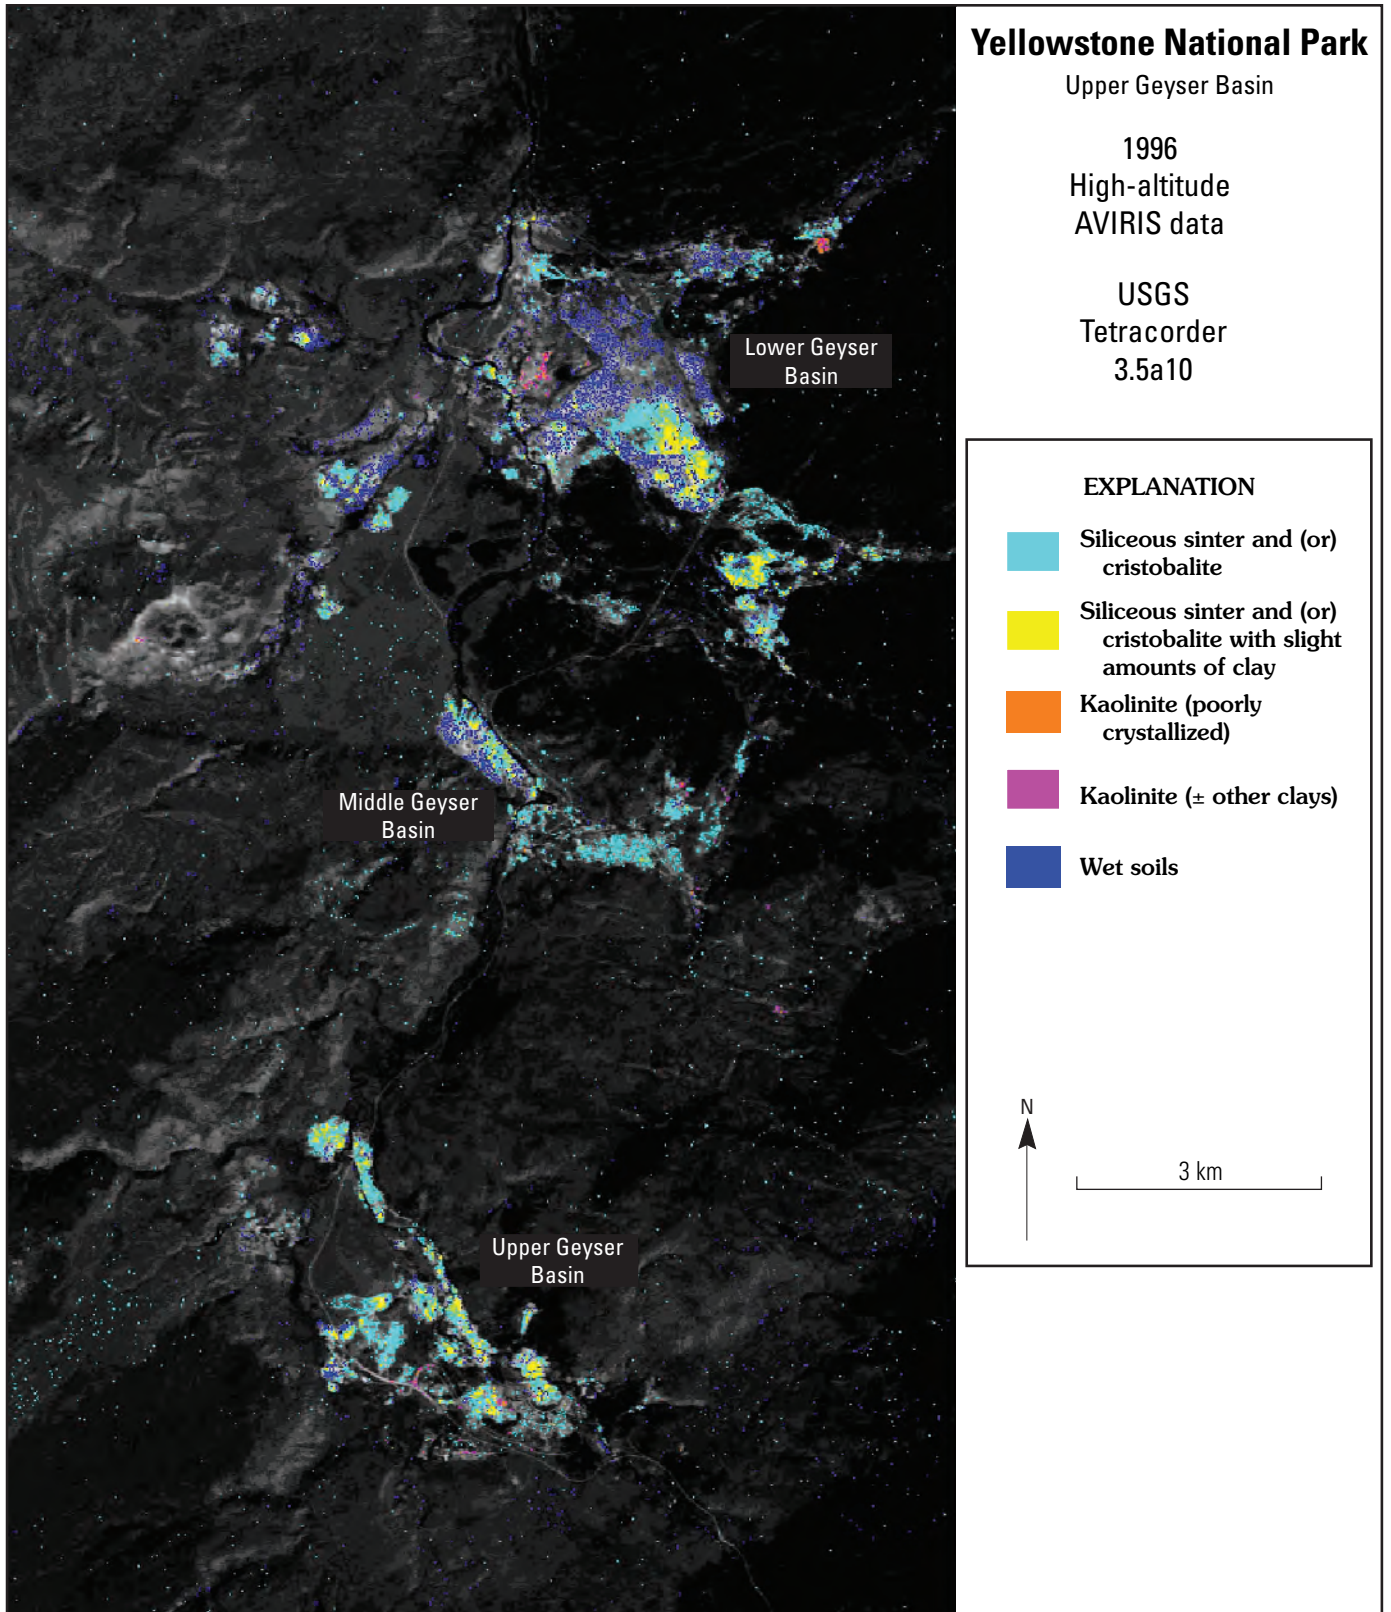 Yellowstone National Park
Upper Geyser Basin
1996
High-altitude
AVIRIS data
USGS
Tetracorder
3.5a10
Lower Geyser
Basin
Middle Geyser
Basin
Upper Geyser
Basin
EXPLANATION
Siliceous sinter and (or)
cristobalite
Siliceous sinter and (or)
cristobalite with slight
amounts of clay
Kaolinite (poorly
crystallized)
Kaolinite (± other clays)
Wet soils
N
3 km